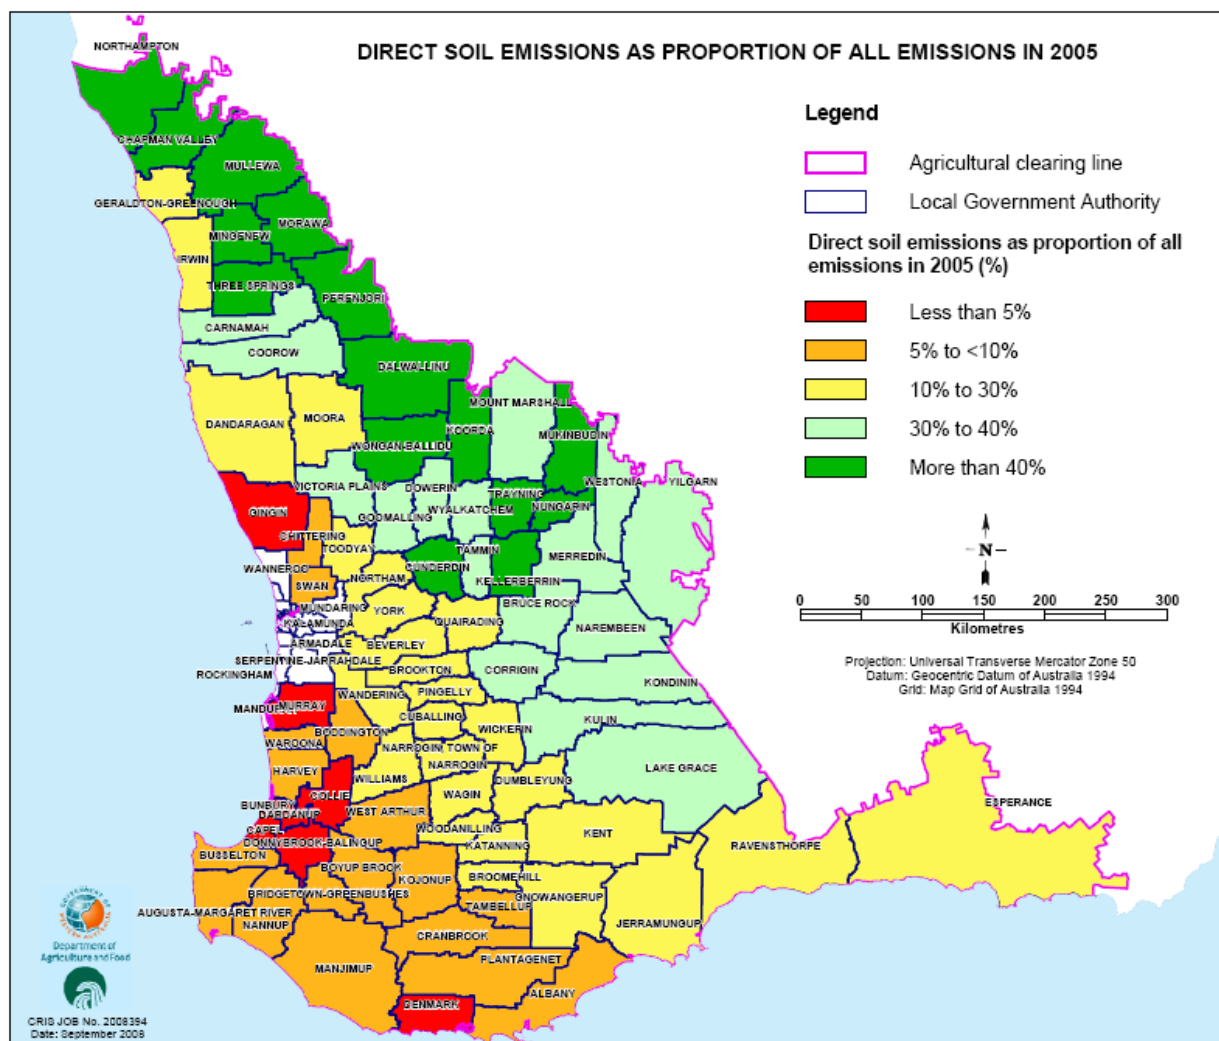 DIRECT SOIL EMISSIONS AS PROPORTION OF ALL EMISSIONS IN 2005
Legend
Agricultural clearing line
Local Government Authority
Direct soil emissions as proportion of all
emissions in 2005 (%)
Less than 5%
5% to <10%
10% to 30%
30% to 40%
More than 40%
N
0 50 100 150 200 250 300
Kilometres
Projection: Universal Transverse Mercator Zone 50
Datum: Geocentric Datum of Australia 1994
Grid: Map Grid of Australia 1994
NORTHAMPTON
CHAPMAN VALLEY
MULLEWA
GERALDTON-GREENOUGH
MORAWA
MINGENEW
IRWIN
THREE SPRINGS
PERENJORI
CARNAMAH
COOROW
DALWALLINU
MOUNT MARSHALL
DANDARAGAN
MOORA
KOORDA
MUKINBUDIN
WONGAN-BALLIDU
VICTORIA PLAINS
DOWERIN
WESTONIA
YILGARN
TRAYNING
GINGIN
GOOMALLING
WYALKATCHEM
NUNGARIN
CHITTERING
TOODYAY
TAMMIN
MERREDIN
WANNEROO
CUNDERDIN
NORTHAM
KELLERBERRIN
SWAN
BRUCE ROCK
MUNDARING
YORK
KALAMUNDA
QUAIRADING
NAREMBEEN
ARMADALE
BEVERLEY
SERPENTINE-JARRAHDALE
BROOKTON
CORRIGIN
ROCKINGHAM
KONDININ
WANDERING
PINGELLY
MANDURAH
MURRAY
CUBALLING
KULIN
BODDINGTON
WICKEPIN
WAROONA
NARROGIN, TOWN OF
NARROGIN
HARVEY
WILLIAMS
DUMBLEYUNG
LAKE GRACE
COLLIE
WAGIN
BUNBURY
DARDANUP
WEST ARTHUR
ESPERANCE
CAPEL
WOODANILLING
KENT
DONNYBROOK-BALINGUP
KATANNING
RAVENSTHORPE
BUSSELTON
BOYUP BROOK
BROOMEHILL
KOJONUP
BRIDGETOWN-GREENBUSHES
GNOWANGERUP
TAMBELLUP
AUGUSTA-MARGARET RIVER
NANNUP
JERRAMUNGUP
CRANBROOK
PLANTAGENET
MANJIMUP
ALBANY
DENMARK
GOVERNMENT OF
WESTERN AUSTRALIA
Department of
Agriculture and Food
CRIS JOB No. 2008394
Date: September 2008